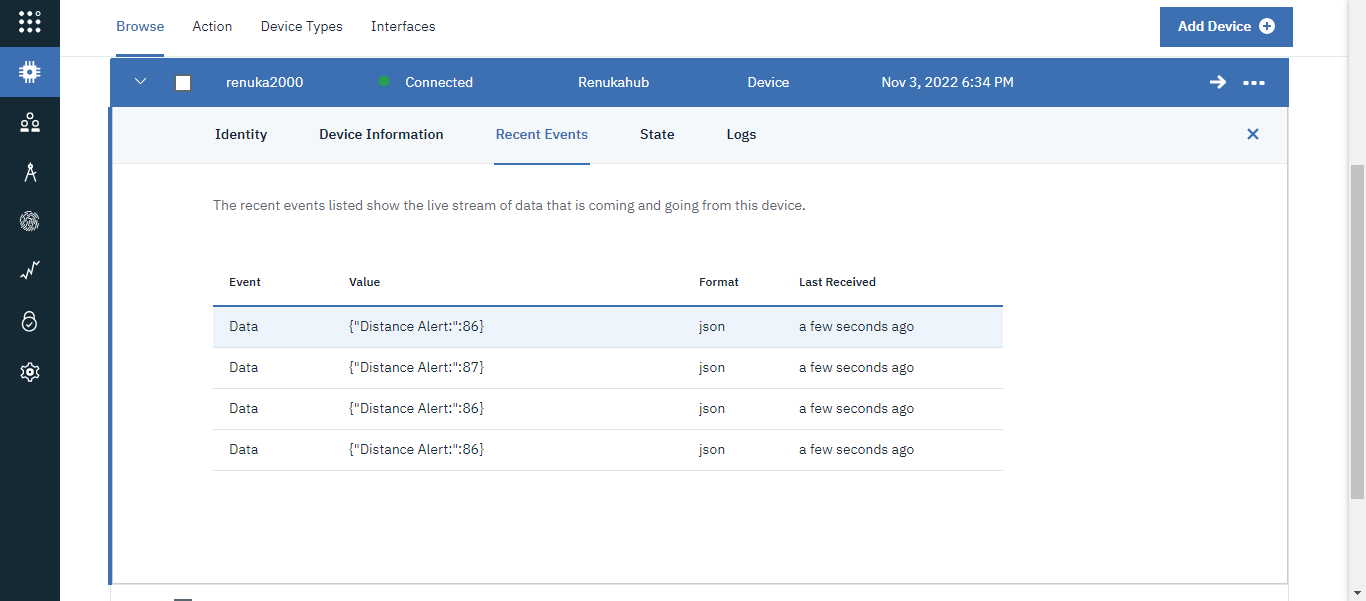 Browse Action Device Types Interfaces Add Device
renuka2000 Connected Renukahub Device Nov 3, 2022 6:34 PM
Identity Device Information Recent Events State Logs
The recent events listed show the live stream of data that is coming and going from this device.
Event Value Format Last Received
Data {"Distance Alert:":86} json a few seconds ago
Data {"Distance Alert:":87} json a few seconds ago
Data {"Distance Alert:":86} json a few seconds ago
Data {"Distance Alert:":86} json a few seconds ago